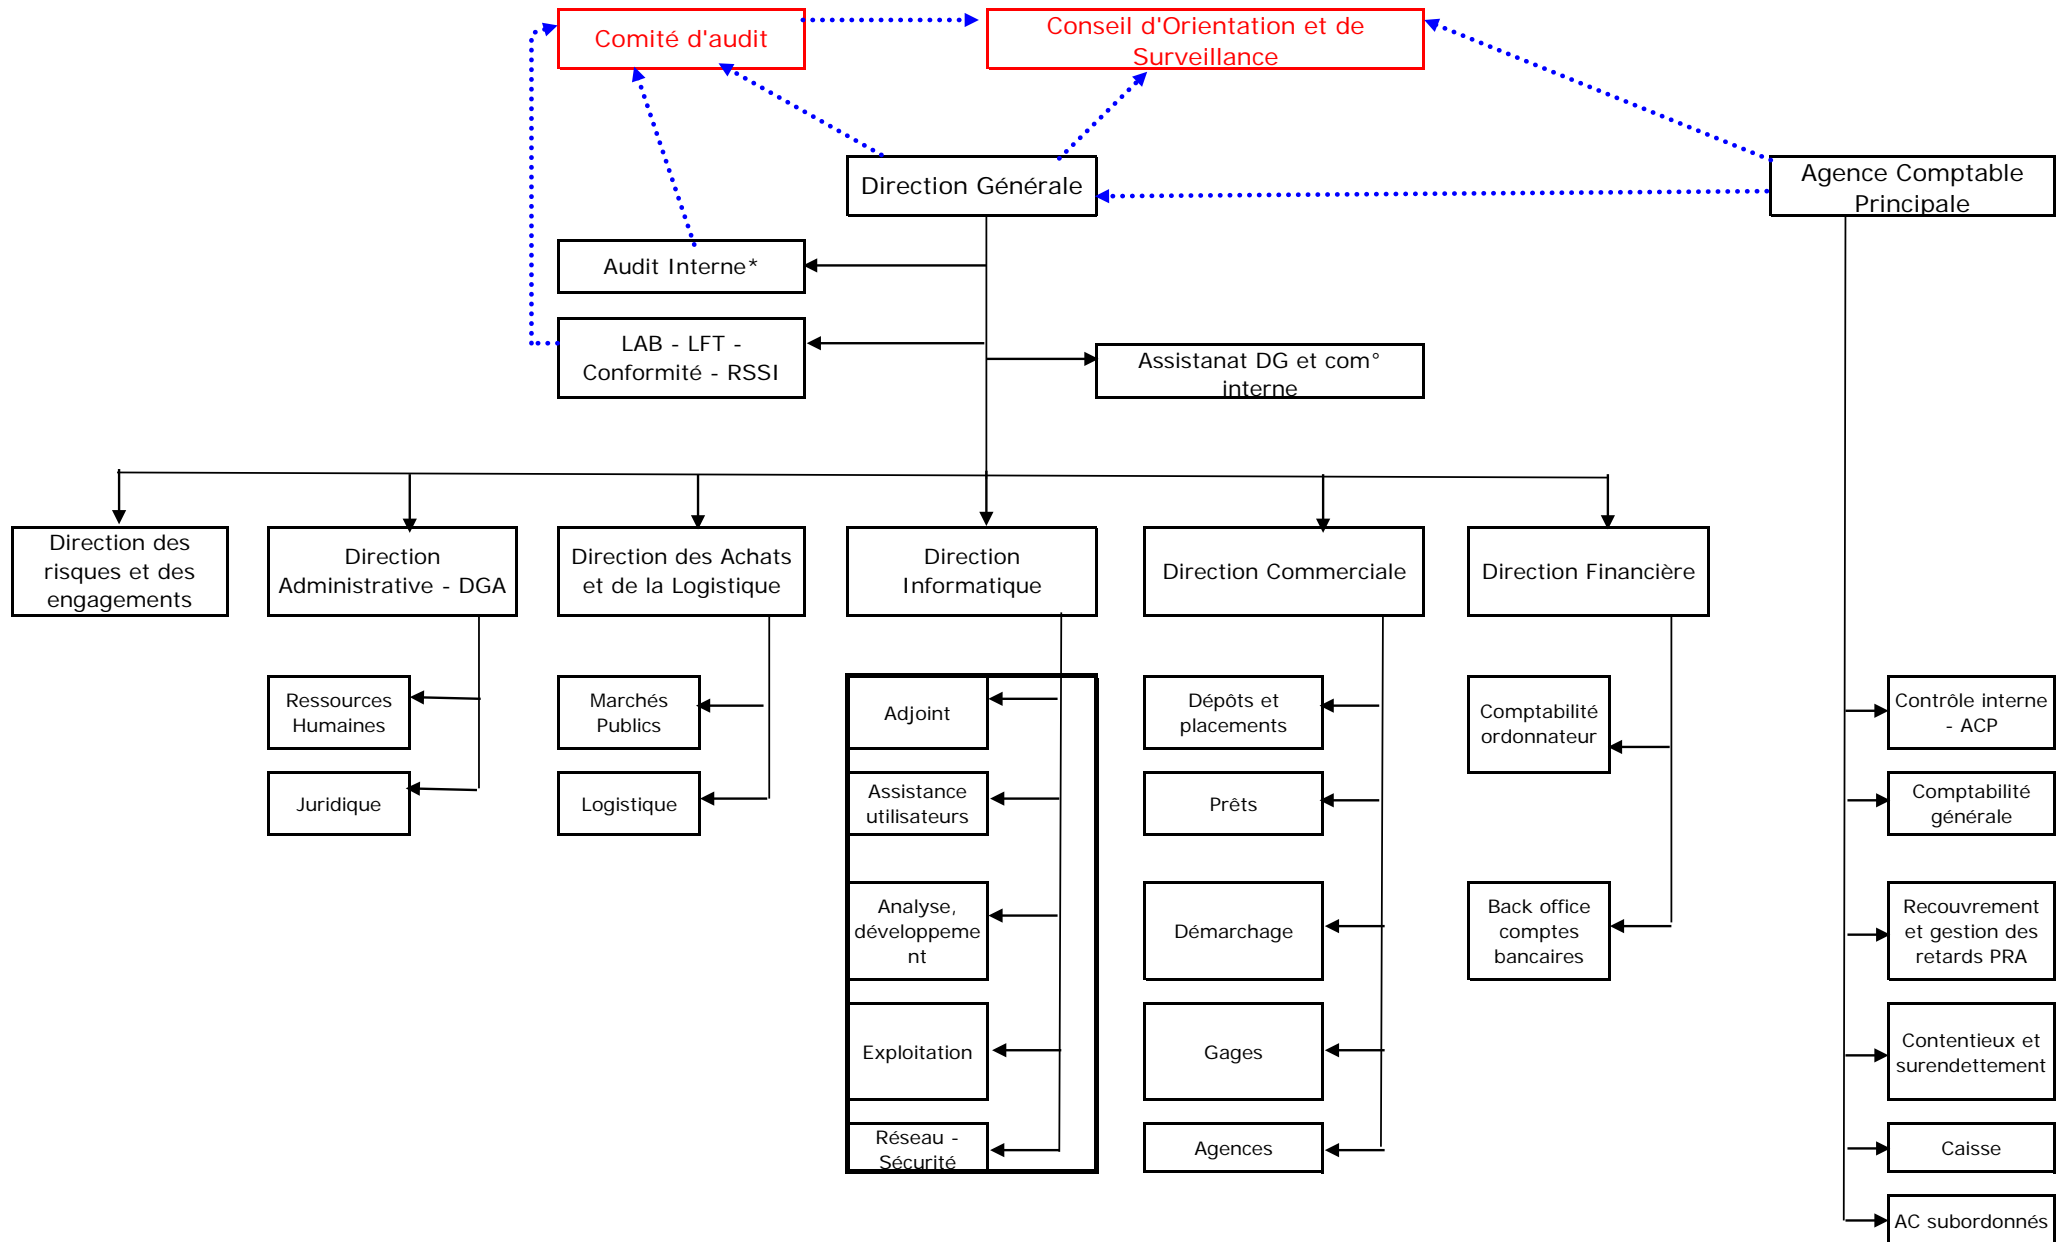 Comité d'audit
Conseil d'Orientation et de
Surveillance
Direction Générale
Agence Comptable
Principale
Audit Interne*
LAB - LFT -
Conformité - RSSI
Assistanat DG et com°
interne
Direction des
risques et des
engagements
Direction
Administrative - DGA
Direction des Achats
et de la Logistique
Direction
Informatique
Direction Commerciale
Direction Financière
Ressources
Humaines
Marchés
Publics
Adjoint
Dépôts et
placements
Comptabilité
ordonnateur
Contrôle interne
- ACP
Juridique
Logistique
Assistance
utilisateurs
Prêts
Comptabilité
générale
Analyse,
développeme
nt
Démarchage
Back office
comptes
bancaires
Recouvrement
et gestion des
retards PRA
Exploitation
Gages
Contentieux et
surendettement
Réseau -
Sécurité
Agences
Caisse
AC subordonnés